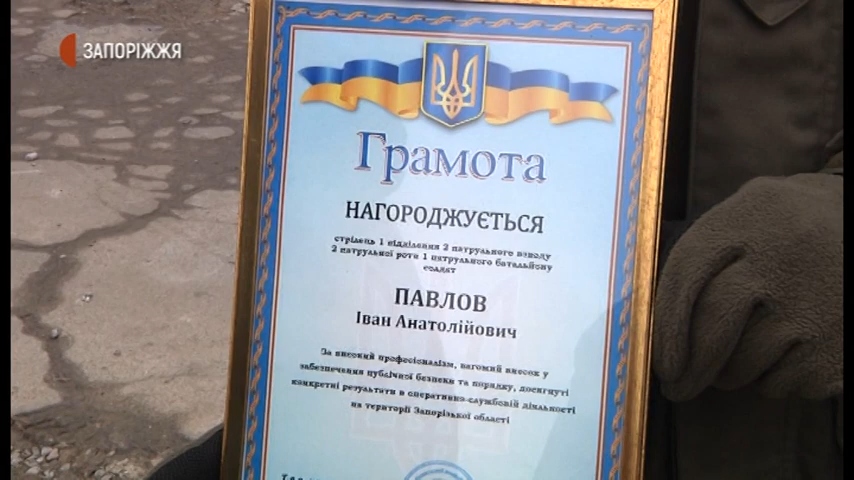 ЗАПОРІЖЖЯ
Грамота
НАГОРОДЖУЄТЬСЯ
стрілець 1 відділення 2 патрульного взводу
2 патрульної роти 1 патрульного батальйону
солдат
ПАВЛОВ
Іван Анатолійович
За високий професіоналізм, вагомий внесок у
забезпечення публічної безпеки та порядку, досягнуті
конкретні результати в оперативно-службовій діяльності
на території Запорізької області